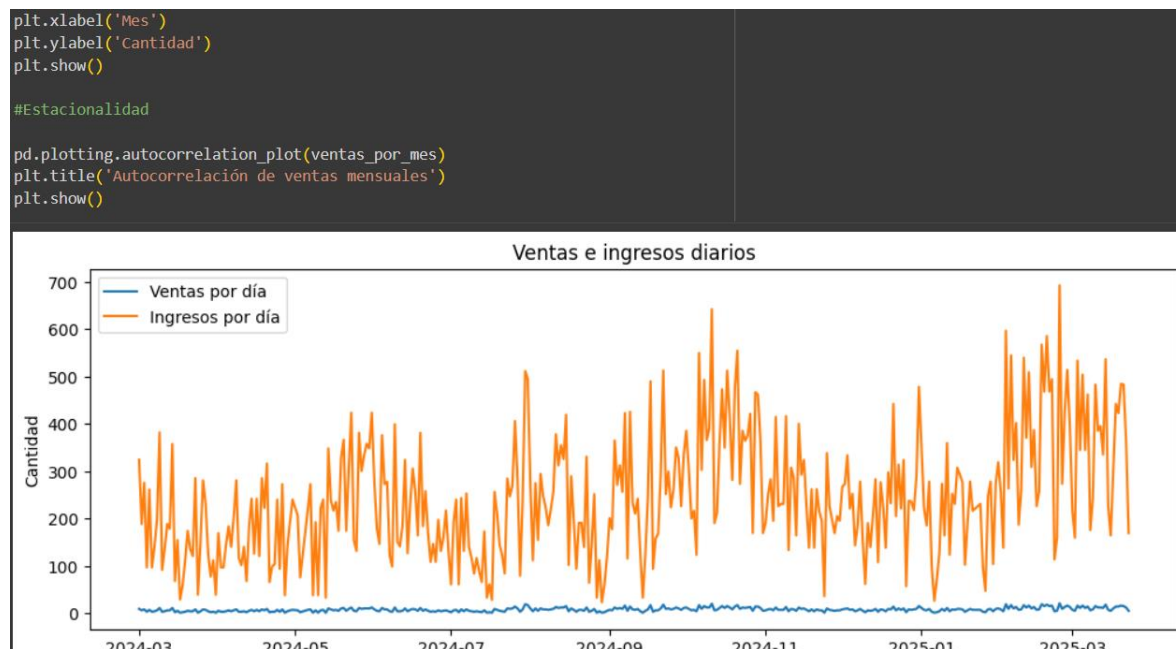 plt.xlabel('Mes')
plt.ylabel('Cantidad')
plt.show()
#Estacionalidad
pd.plotting.autocorrelation_plot(ventas_por_mes)
plt.title('Autocorrelación de ventas mensuales')
plt.show()
Ventas e ingresos diarios
700
Ventas por día
Ingresos por día
600
500
400
Cantidad
300
200
100
0
2024-03 2024-05 2024-07 2024-09 2024-11 2025-01 2025-03